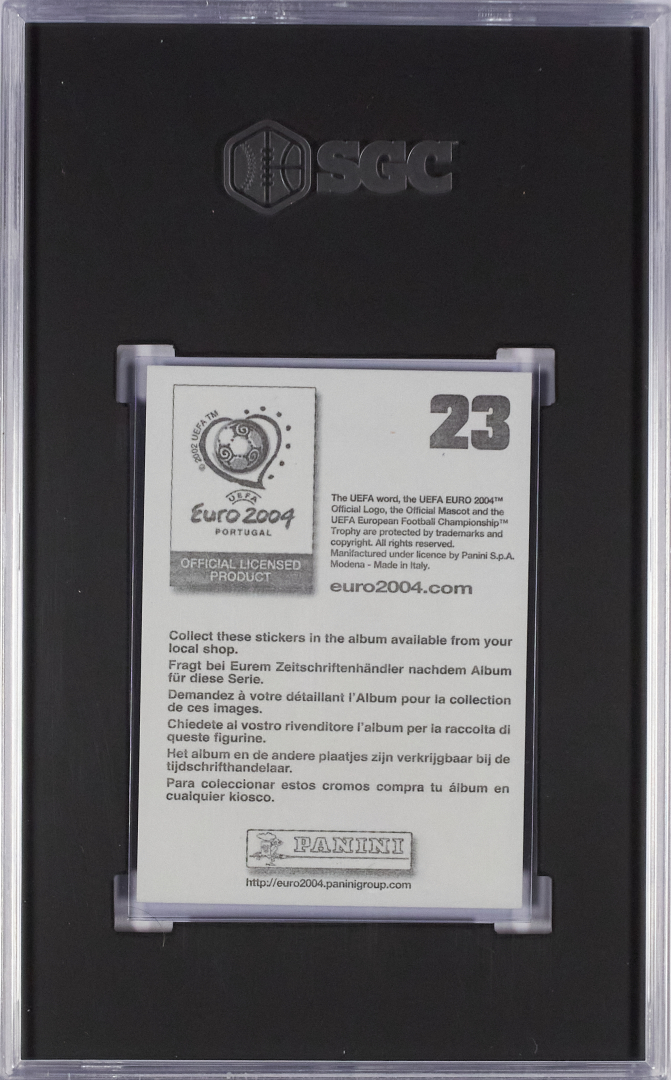 SGC
23
© 2002 UEFA TM
UEFA
Euro2004
PORTUGAL
OFFICIAL LICENSED
PRODUCT
The UEFA word, the UEFA EURO 2004™
Official Logo, the Official Mascot and the
UEFA European Football Championship™
Trophy are protected by trademarks and
copyright. All rights reserved.
Manifactured under licence by Panini S.p.A.
Modena - Made in Italy.
euro2004.com
Collect these stickers in the album available from your
local shop.
Fragt bei Eurem Zeitschriftenhändler nachdem Album
für diese Serie.
Demandez à votre détaillant l'Album pour la collection
de ces images.
Chiedete al vostro rivenditore l'album per la raccolta di
queste figurine.
Het album en de andere plaatjes zijn verkrijgbaar bij de
tijdschrifthandelaar.
Para coleccionar estos cromos compra tu álbum en
cualquier kiosco.
PANINI
http://euro2004.paninigroup.com